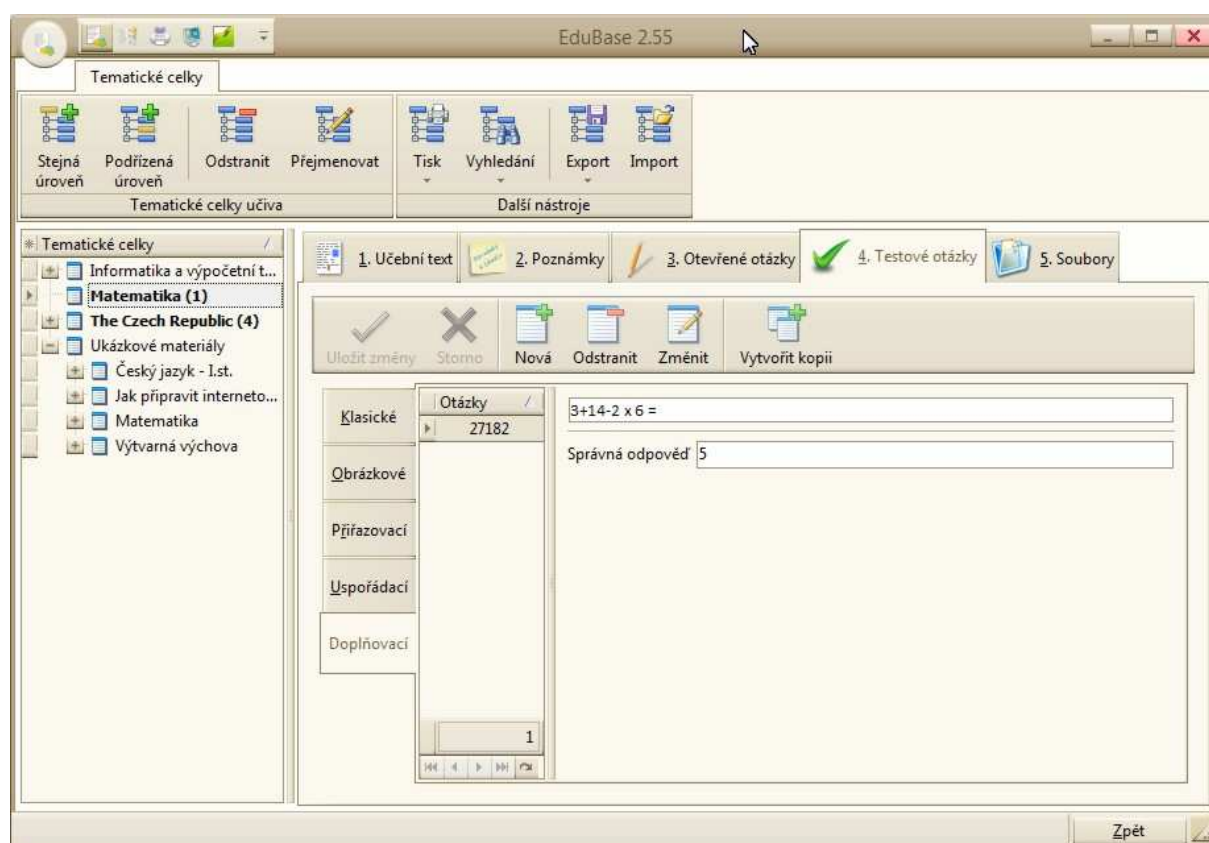 EduBase 2.55
Tematické celky
Stejná úroveň
Podřízená úroveň
Odstranit
Přejmenovat
Tisk
Vyhledání
Export
Import
Tematické celky učiva
Další nástroje
Tematické celky
Informatika a výpočetní t...
Matematika (1)
The Czech Republic (4)
Ukázkové materiály
Český jazyk - I.st.
Jak připravit interneto...
Matematika
Výtvarná výchova
1. Učební text
2. Poznámky
3. Otevřené otázky
4. Testové otázky
5. Soubory
Uložit změny
Storno
Nová
Odstranit
Změnit
Vytvořit kopii
Klasické
Obrázkové
Přiřazovací
Uspořádací
Doplňovací
Otázky
27182
1
3+14-2 x 6 =
Správná odpověď 5
Zpět